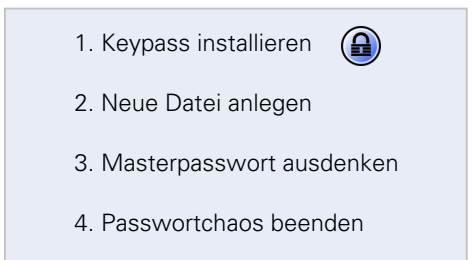 1. Keypass installieren
2. Neue Datei anlegen
3. Masterpasswort ausdenken
4. Passwortchaos beenden